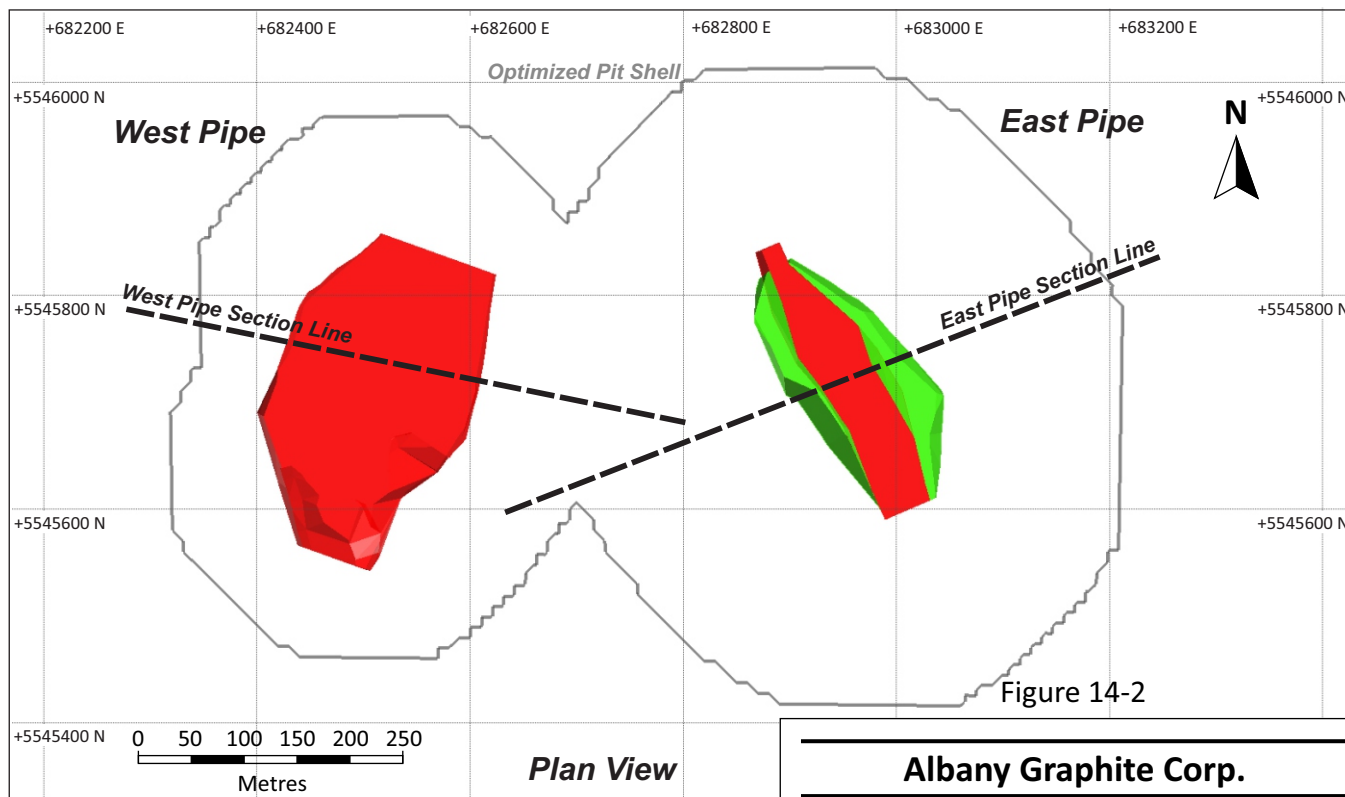 +682200 E
+682400 E
+682600 E
+682800 E
+683000 E
+683200 E
Optimized Pit Shell
+5546000 N
+5546000 N
West Pipe
East Pipe
N
East Pipe Section Line
West Pipe Section Line
+5545800 N
+5545800 N
+5545600 N
+5545600 N
Figure 14-2
+5545400 N
0 50 100 150 200 250
Metres
Plan View
Albany Graphite Corp.